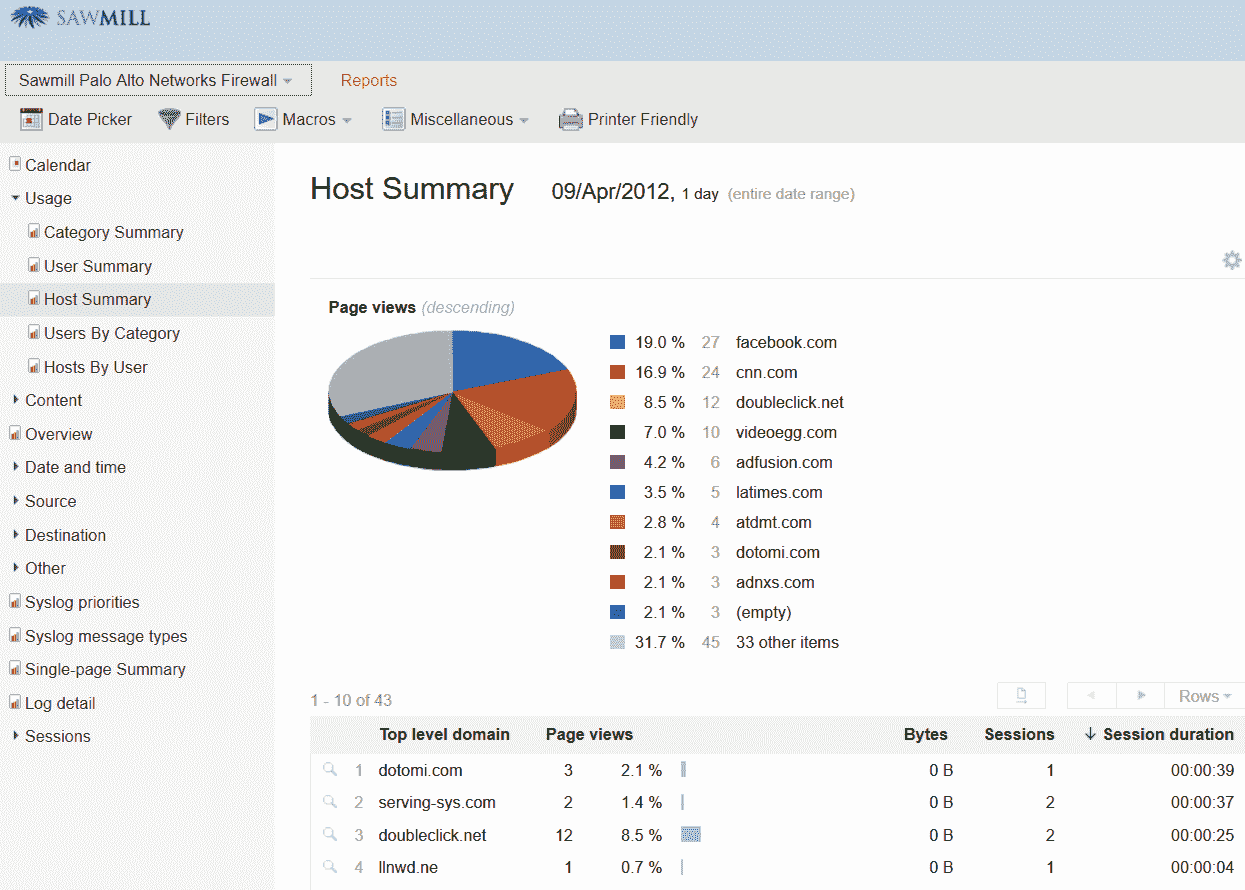 SAWMILL
Sawmill Palo Alto Networks Firewall Reports
Date Picker Filters Macros Miscellaneous Printer Friendly
Calendar
Usage
Category Summary
User Summary
Host Summary
Users By Category
Hosts By User
Content
Overview
Date and time
Source
Destination
Other
Syslog priorities
Syslog message types
Single-page Summary
Log detail
Sessions
Host Summary 09/Apr/2012, 1 day (entire date range)
Page views (descending)
19.0 % 27 facebook.com
16.9 % 24 cnn.com
8.5 % 12 doubleclick.net
7.0 % 10 videoegg.com
4.2 % 6 adfusion.com
3.5 % 5 latimes.com
2.8 % 4 atdmt.com
2.1 % 3 dotomi.com
2.1 % 3 adnxs.com
2.1 % 3 (empty)
31.7 % 45 33 other items
1 - 10 of 43 Rows
Top level domain Page views Bytes Sessions Session duration
1 dotomi.com 3 2.1 % 0 B 1 00:00:39
2 serving-sys.com 2 1.4 % 0 B 2 00:00:37
3 doubleclick.net 12 8.5 % 0 B 2 00:00:25
4 llnwd.ne 1 0.7 % 0 B 1 00:00:04